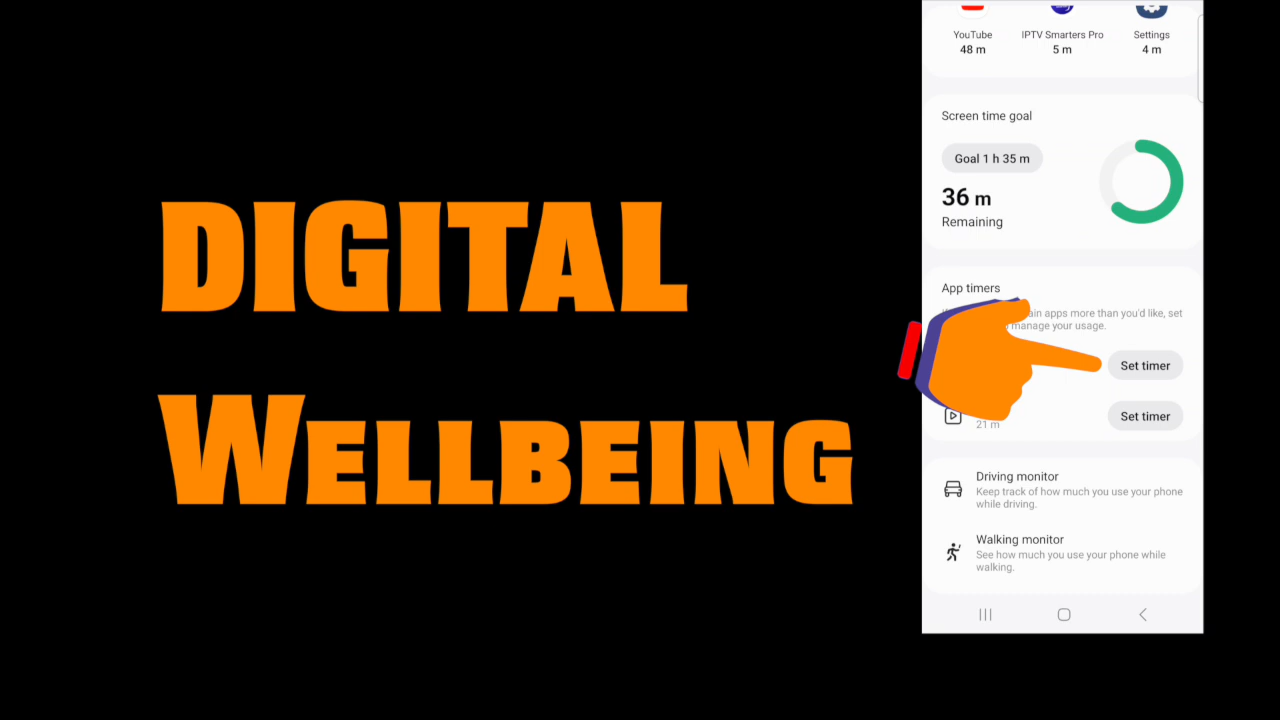 DIGITAL
WELLBEING
YouTube
48 m
IPTV Smarters Pro
5 m
Settings
4 m
Screen time goal
Goal 1 h 35 m
36 m
Remaining
App timers
ain apps more than you'd like, set
manage your usage.
Set timer
Set timer
21 m
Driving monitor
Keep track of how much you use your phone
while driving.
Walking monitor
See how much you use your phone while
walking.